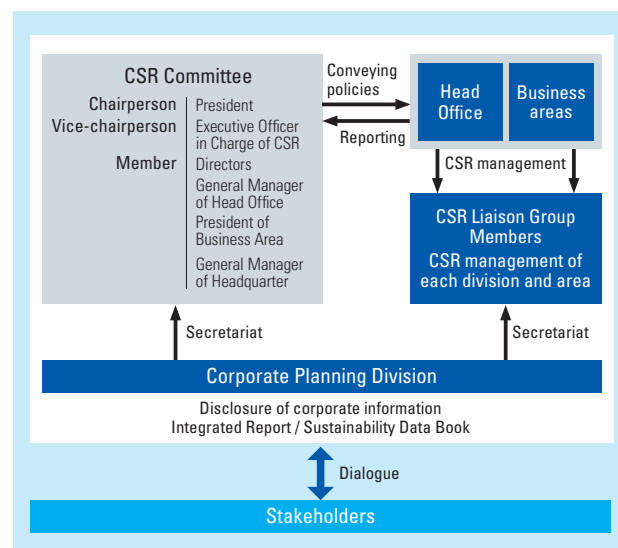 CSR Committee
Chairperson President
Vice-chairperson Executive Officer
in Charge of CSR
Member Directors
General Manager
of Head Office
President of
Business Area
General Manager
of Headquarter
Conveying
policies
Reporting
Head
Office
Business
areas
CSR management
CSR Liaison Group
Members
CSR management of
each division and area
Secretariat
Secretariat
Corporate Planning Division
Disclosure of corporate information
Integrated Report / Sustainability Data Book
Dialogue
Stakeholders